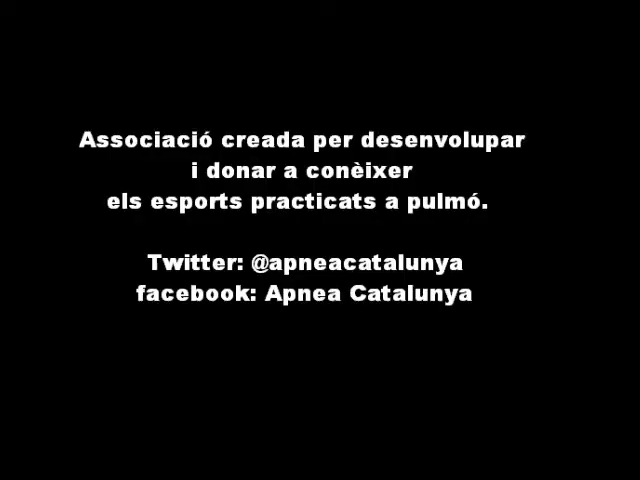 Associació creada per desenvolupar
i donar a conèixer
els esports practicats a pulmó.
Twitter: @apneacatalunya
facebook: Apnea Catalunya